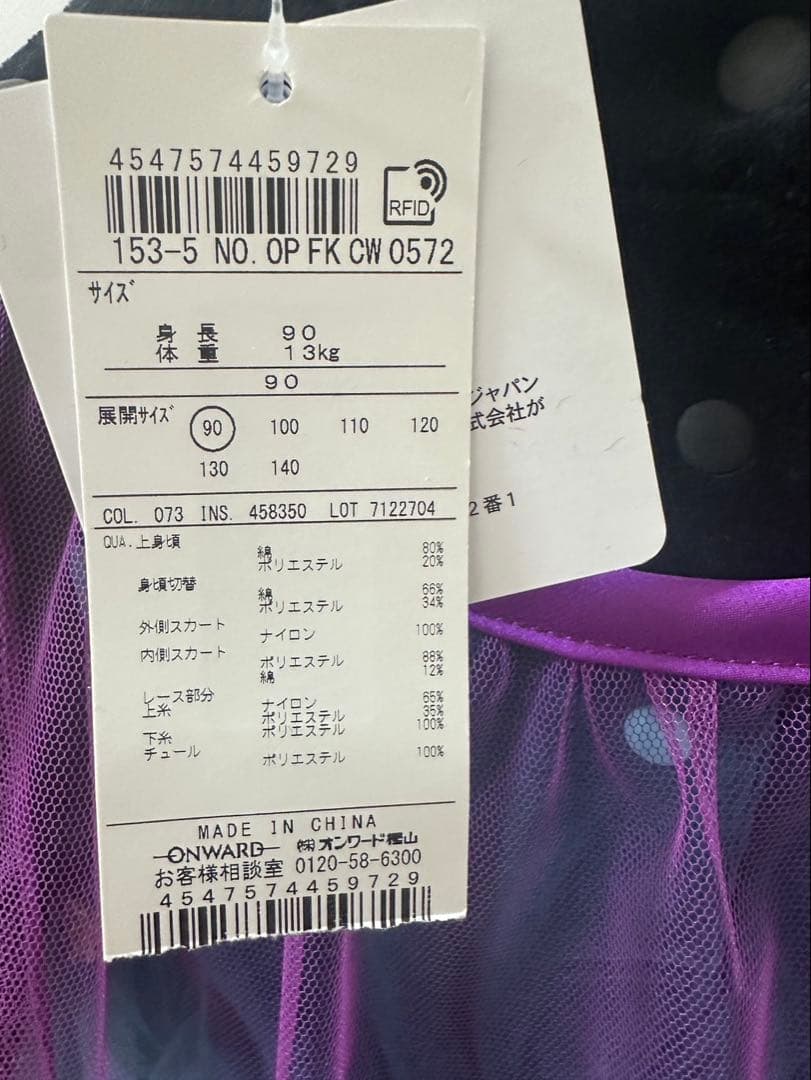 4547574459729
RFID
153-5 NO. OP FK CW 0572
サイズ
身 長 90
体 重 13kg
90
展開サイズ 90 100 110 120
130 140
COL. 073 INS. 458350 LOT 7122704
QUA. 上身頃 綿 80%
ポリエステル 20%
身頃切替 綿 66%
ポリエステル 34%
外側スカート ナイロン 100%
内側スカート ポリエステル 88%
綿 12%
レース部分
上糸 ナイロン 65%
ポリエステル 35%
下糸 ポリエステル 100%
チュール ポリエステル 100%
MADE IN CHINA
ONWARD ㈱オンワード樫山
お客様相談室 0120-58-6300
4547574459729
ジャパン
式会社が
2番1